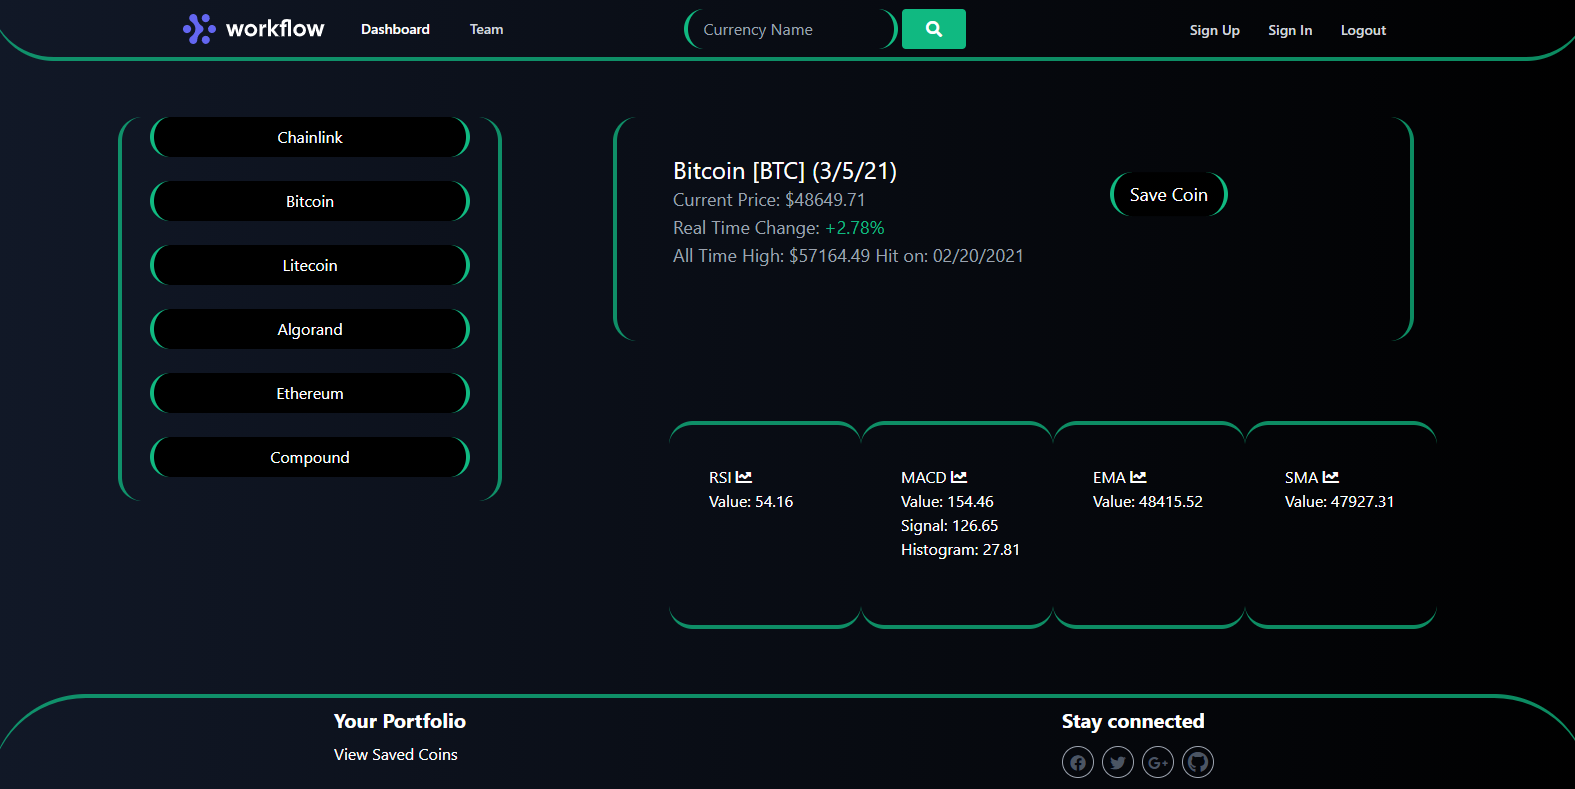 workflow
Dashboard
Team
Currency Name
Sign Up
Sign In
Logout
Chainlink
Bitcoin
Litecoin
Algorand
Ethereum
Compound
Bitcoin [BTC] (3/5/21)
Current Price: $48649.71
Real Time Change: +2.78%
All Time High: $57164.49 Hit on: 02/20/2021
Save Coin
RSI
Value: 54.16
MACD
Value: 154.46
Signal: 126.65
Histogram: 27.81
EMA
Value: 48415.52
SMA
Value: 47927.31
Your Portfolio
View Saved Coins
Stay connected
G+